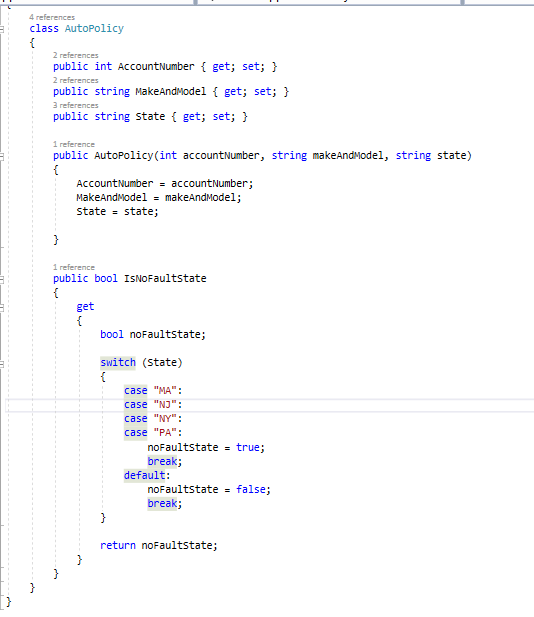 {
4 references
class AutoPolicy
{
2 references
public int AccountNumber { get; set; }
2 references
public string MakeAndModel { get; set; }
3 references
public string State { get; set; }
1 reference
public AutoPolicy(int accountNumber, string makeAndModel, string state)
{
AccountNumber = accountNumber;
MakeAndModel = makeAndModel;
State = state;
}
1 reference
public bool IsNoFaultState
{
get
{
bool noFaultState;
switch (State)
{
case "MA":
case "NJ":
case "NY":
case "PA":
noFaultState = true;
break;
default:
noFaultState = false;
break;
}
return noFaultState;
}
}
}
}